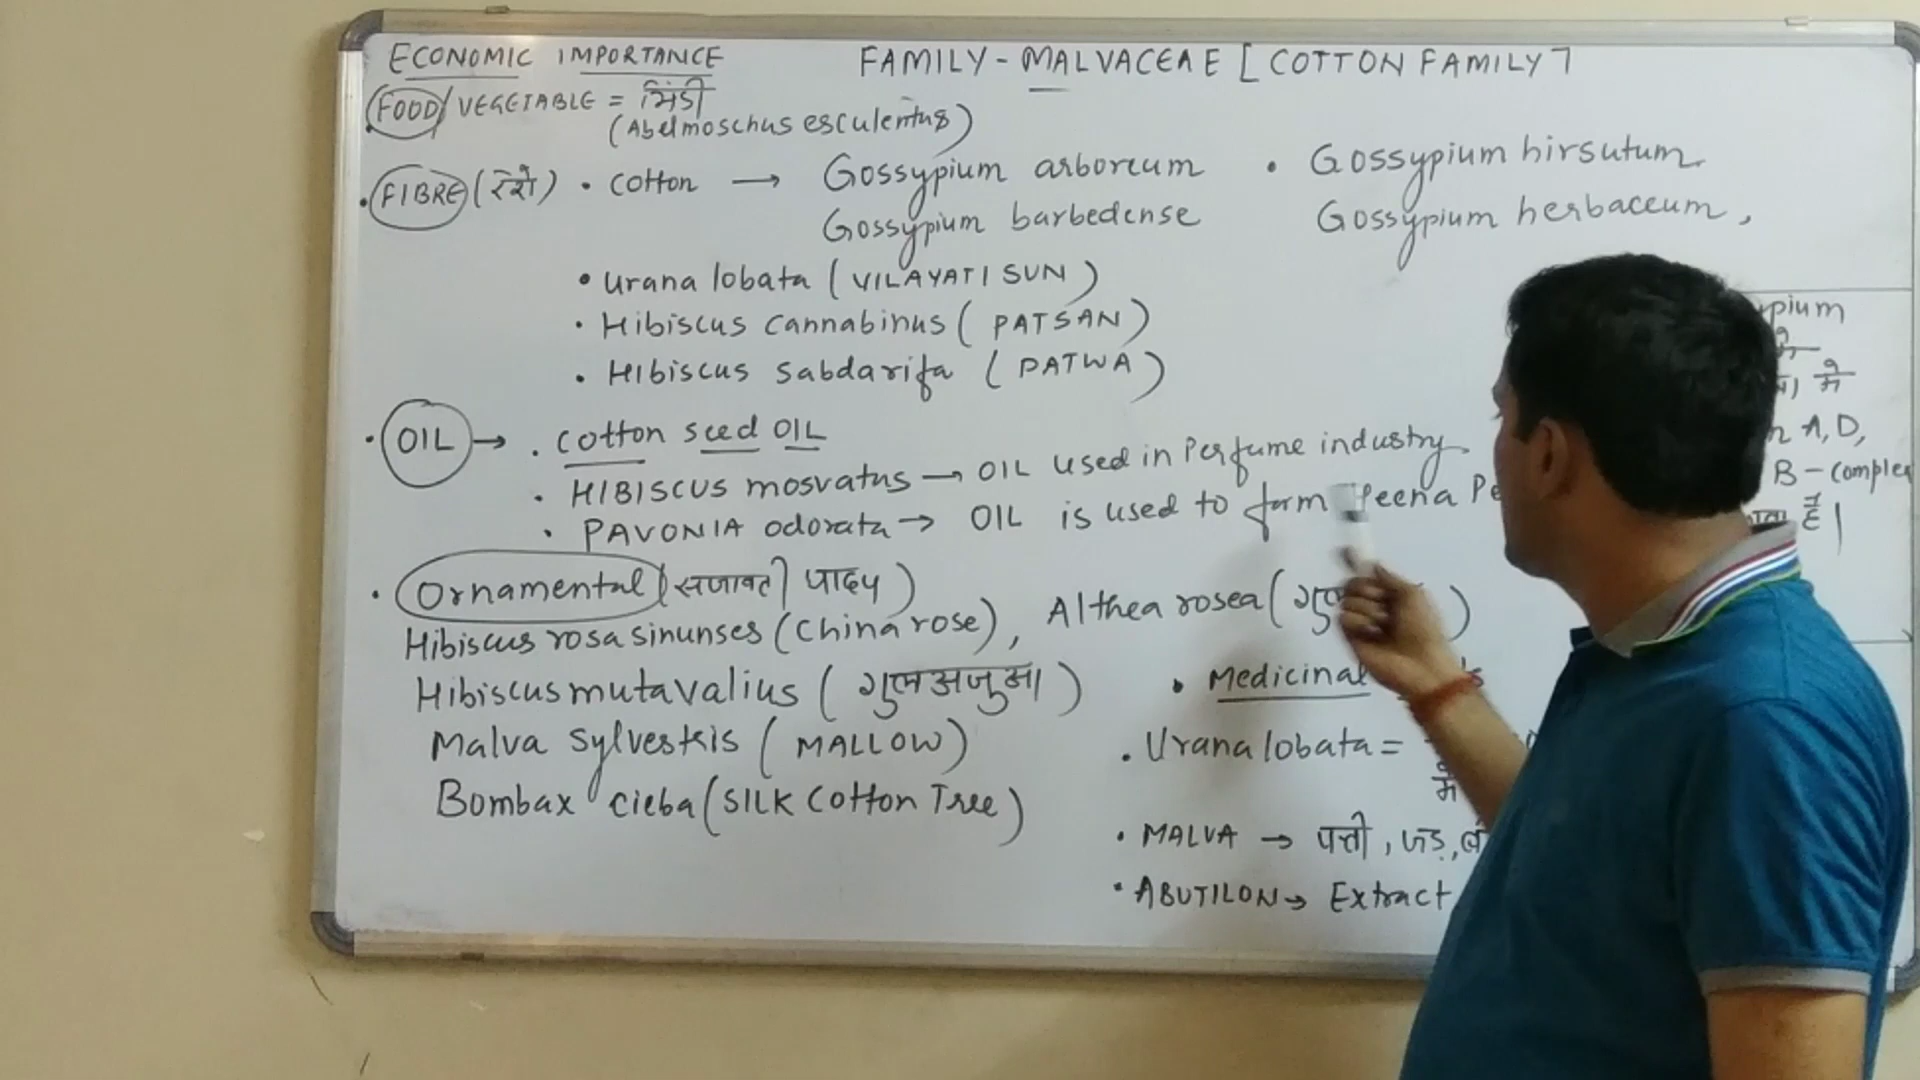 ECONOMIC IMPORTANCE
FAMILY - MALVACEAE [COTTON FAMILY]
FOOD/VEGETABLE = भिंडी
(Abelmoschus esculentus)
• FIBRE (रेशे) • Cotton → Gossypium arboreum • Gossypium hirsutum
Gossypium barbedense Gossypium herbaceum,
• Urana lobata (VILAYATI SUN)
• Hibiscus cannabinus (PATSAN)
• Hibiscus sabdarifa (PATWA)
• OIL → • Cotton seed OIL
• HIBISCUS mosvatus → OIL used in Perfume industry
• PAVONIA odorata → OIL is used to form Heena
• Ornamental (सजावटी पादप)
Hibiscus rosa sinunses (China rose), Althea rosea (
Hibiscus mutavalius (गुलअजुबा)
Malva sylvestris (MALLOW)
Bombax cieba (SILK Cotton Tree)
• Medicinal
• Urana lobata =
• MALVA → पत्ती, जड़,
• ABUTILON → Extract
pium
A, D,
B - complex
है।